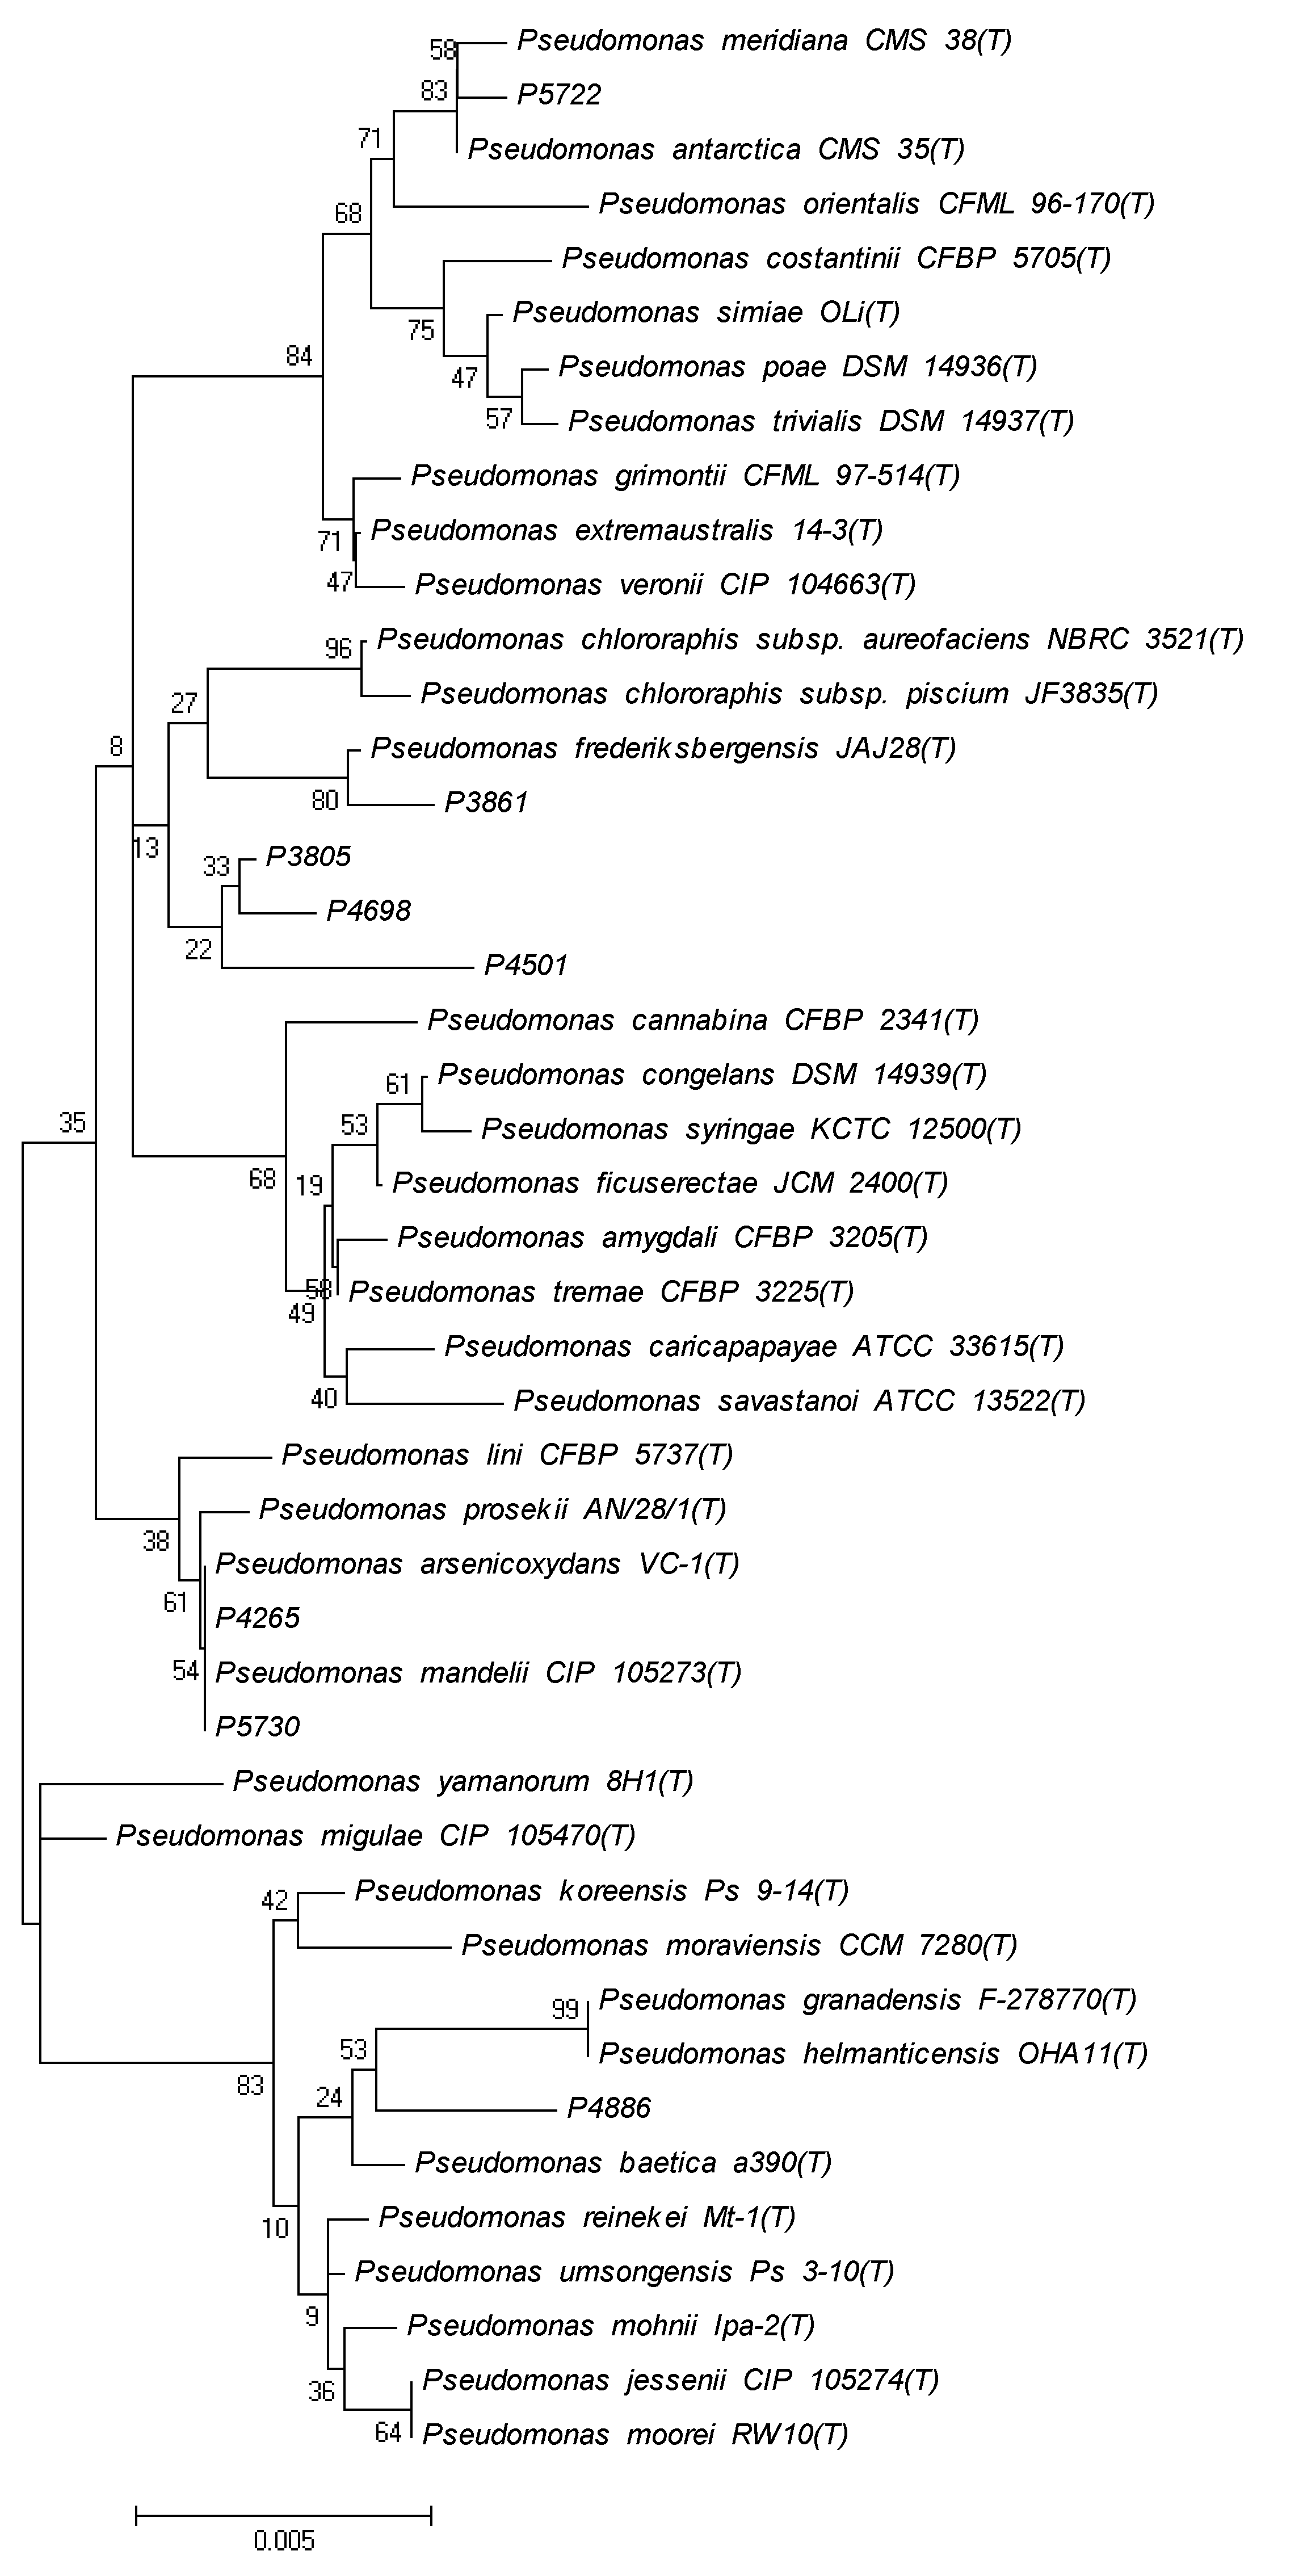 58
Pseudomonas meridiana CMS 38(T)
83
P5722
71
Pseudomonas antarctica CMS 35(T)
68
Pseudomonas orientalis CFML 96-170(T)
Pseudomonas costantinii CFBP 5705(T)
75
Pseudomonas simiae OLi(T)
84
47
Pseudomonas poae DSM 14936(T)
57
Pseudomonas trivialis DSM 14937(T)
Pseudomonas grimontii CFML 97-514(T)
71
Pseudomonas extremaustralis 14-3(T)
47
Pseudomonas veronii CIP 104663(T)
96
Pseudomonas chlororaphis subsp. aureofaciens NBRC 3521(T)
27
Pseudomonas chlororaphis subsp. piscium JF3835(T)
8
Pseudomonas frederiksbergensis JAJ28(T)
80
P3861
13
33
P3805
P4698
22
P4501
Pseudomonas cannabina CFBP 2341(T)
61
Pseudomonas congelans DSM 14939(T)
35
53
Pseudomonas syringae KCTC 12500(T)
68
19
Pseudomonas ficuserectae JCM 2400(T)
Pseudomonas amygdali CFBP 3205(T)
58
Pseudomonas tremae CFBP 3225(T)
49
Pseudomonas caricapapayae ATCC 33615(T)
40
Pseudomonas savastanoi ATCC 13522(T)
Pseudomonas lini CFBP 5737(T)
38
Pseudomonas prosekii AN/28/1(T)
61
Pseudomonas arsenicoxydans VC-1(T)
P4265
54
Pseudomonas mandelii CIP 105273(T)
P5730
Pseudomonas yamanorum 8H1(T)
Pseudomonas migulae CIP 105470(T)
42
Pseudomonas koreensis Ps 9-14(T)
Pseudomonas moraviensis CCM 7280(T)
99
Pseudomonas granadensis F-278770(T)
53
Pseudomonas helmanticensis OHA11(T)
83
24
P4886
Pseudomonas baetica a390(T)
10
Pseudomonas reinekei Mt-1(T)
Pseudomonas umsongensis Ps 3-10(T)
9
Pseudomonas mohnii Ipa-2(T)
36
Pseudomonas jessenii CIP 105274(T)
64
Pseudomonas moorei RW10(T)
0.005